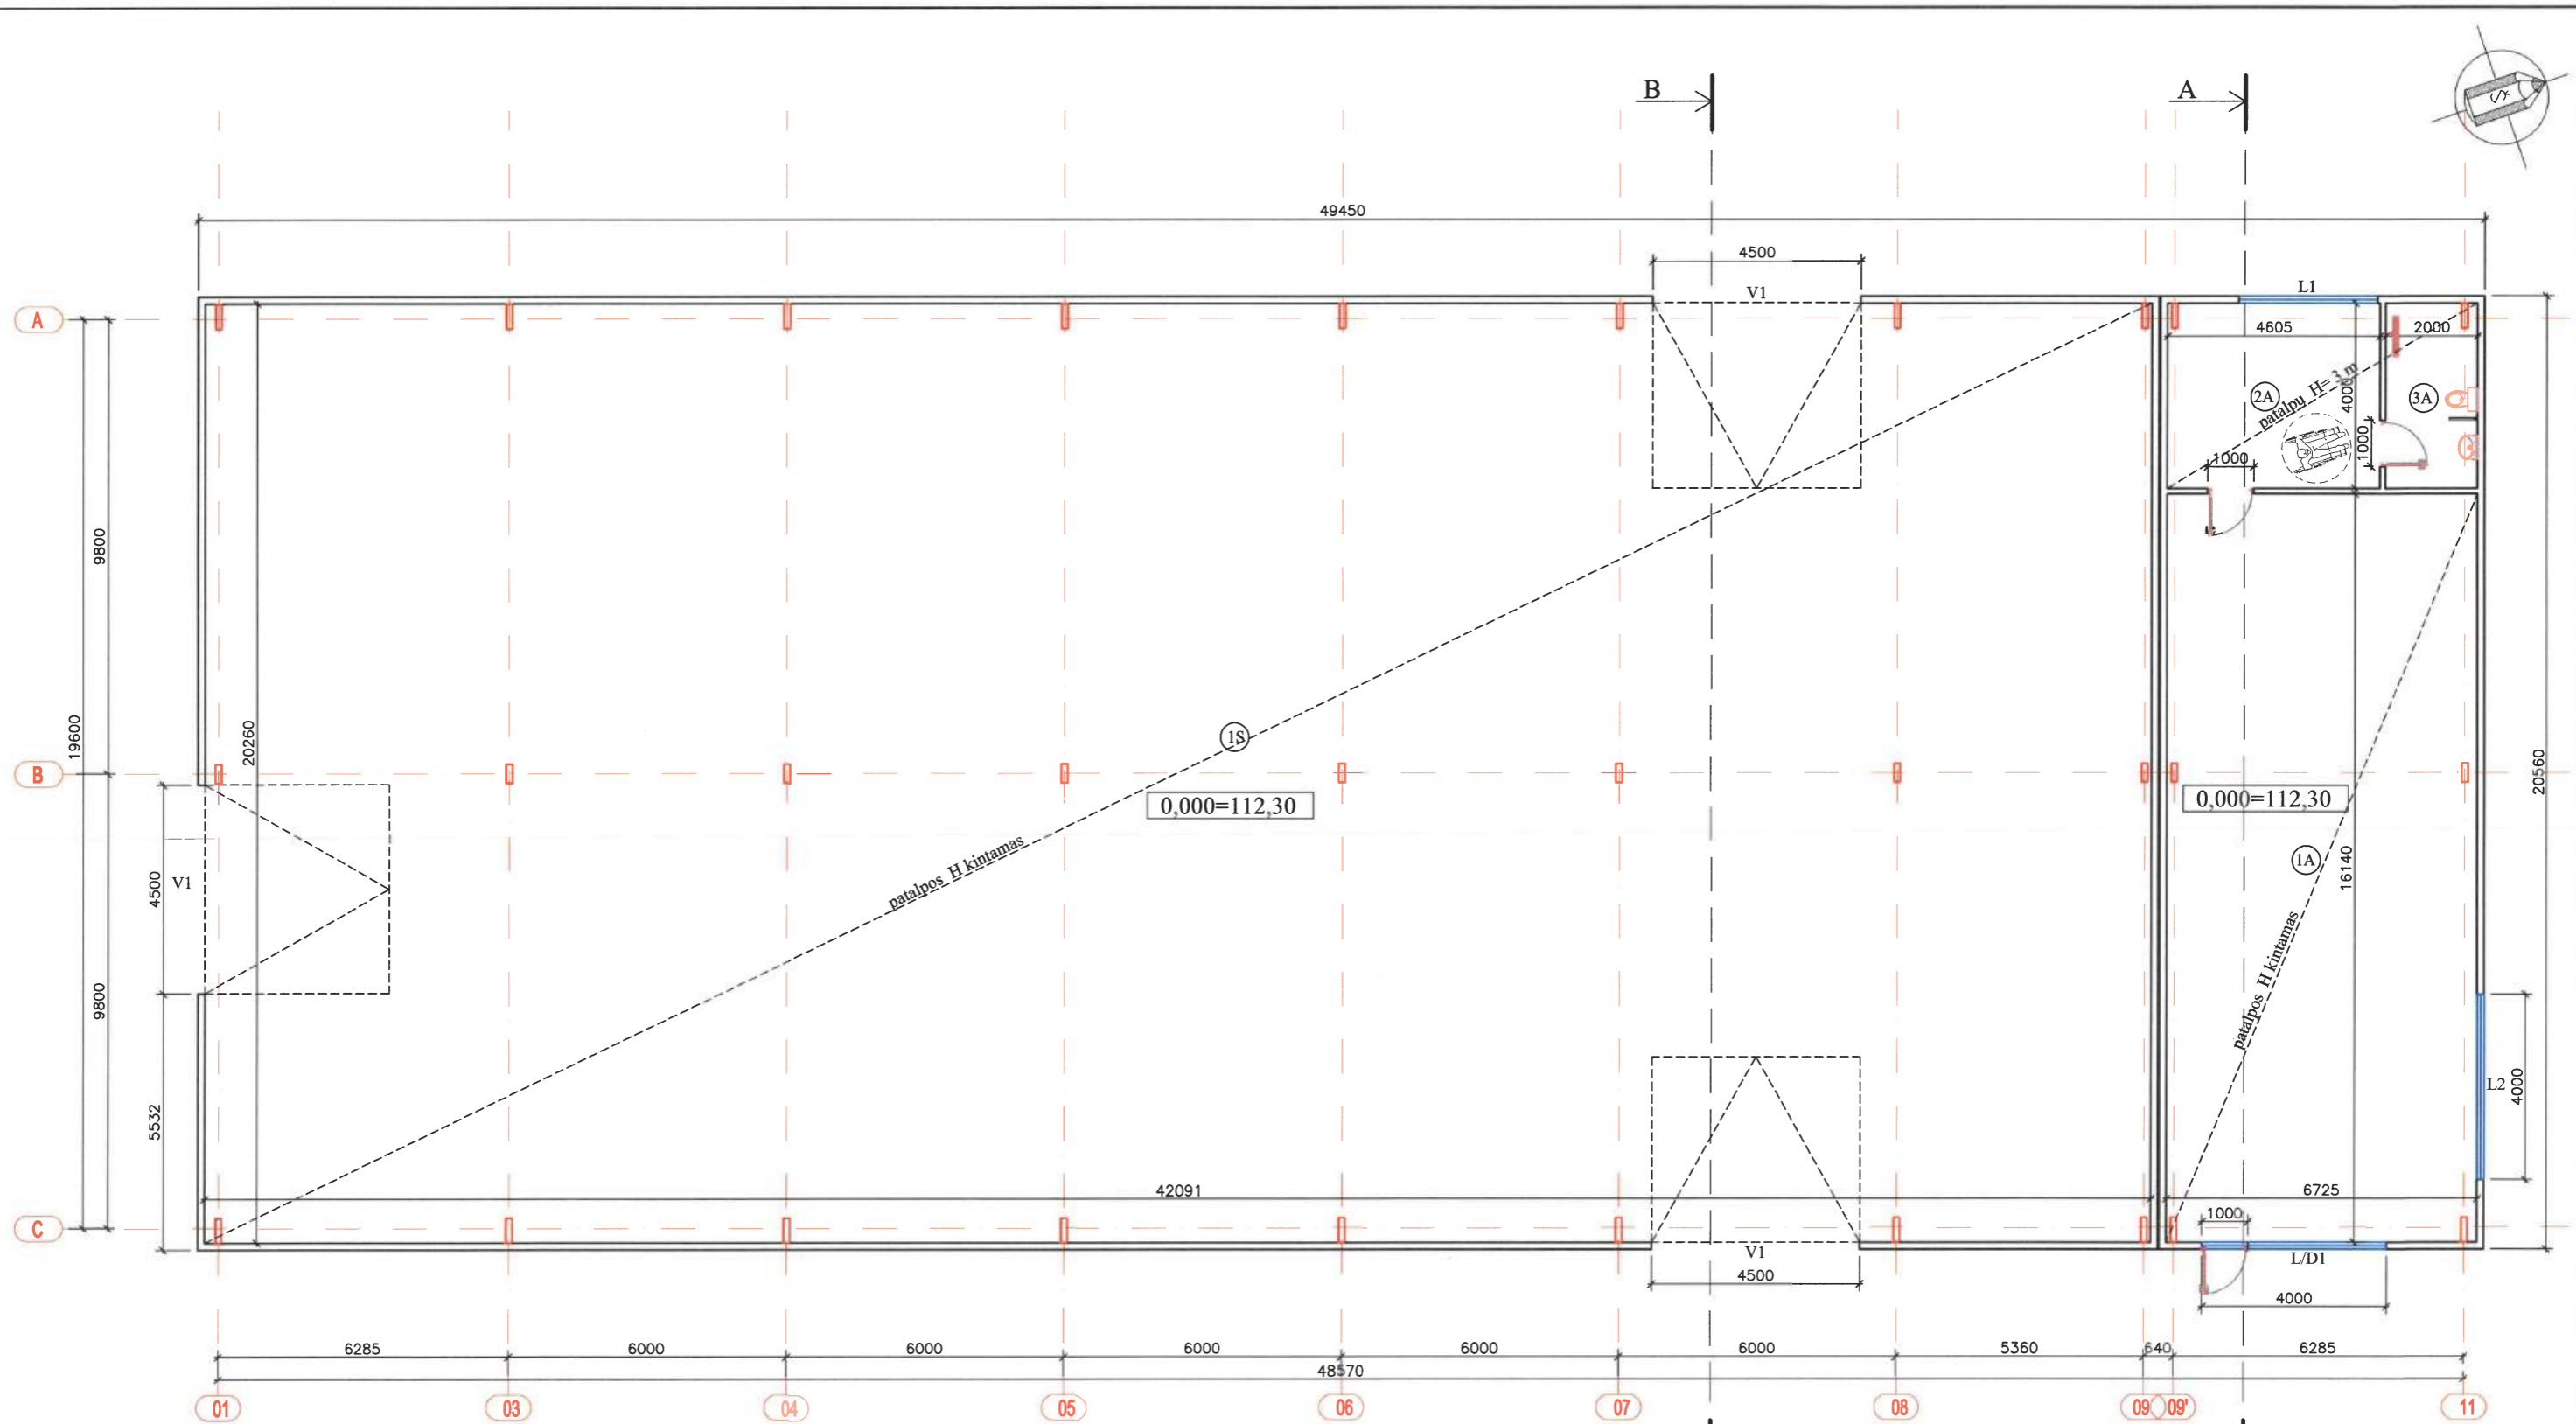 B
A
Š
49450
4500
V1
L1
A
4605
2000
2A
patalpų H= 3 m
4000
3A
1000
1000
9800
19600
20260
1S
B
0,000=112,30
0,000=112,30
20560
patalpos H kintamas
1A
16140
4500
V1
patalpos H kintamas
9800
L2
4000
5532
42091
6725
1000
C
V1
L/D1
4500
4000
6285
6000
6000
6000
6000
6000
5360
640
6285
48570
01
03
04
05
06
07
08
09
09'
11